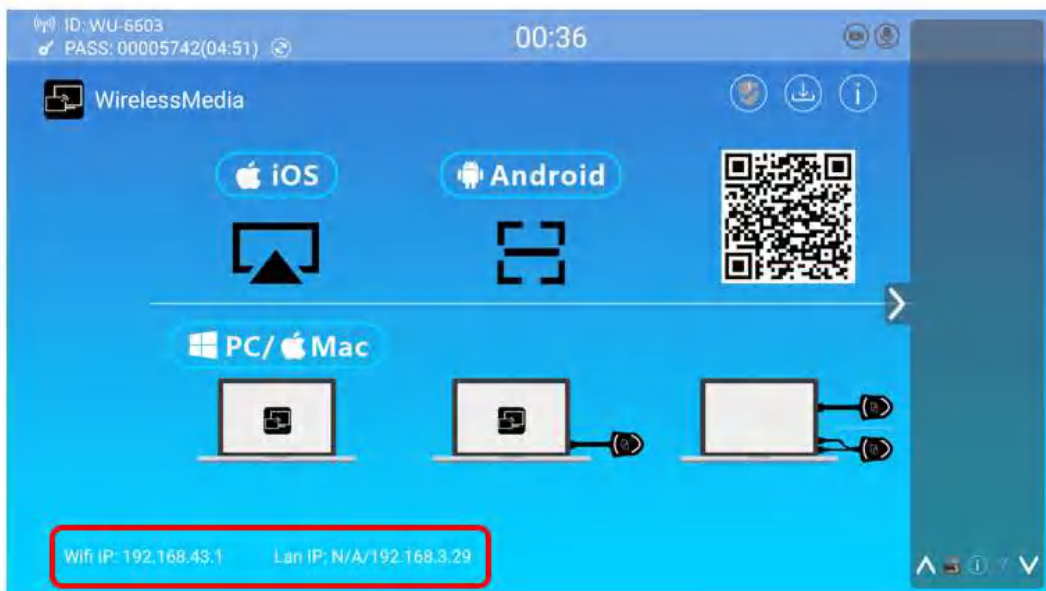 ID: WU-6603
PASS: 00005742(04:51)
00:36
WirelessMedia
iOS
Android
PC/ Mac
Wifi IP: 192.168.43.1 Lan IP: N/A/192.168.3.29